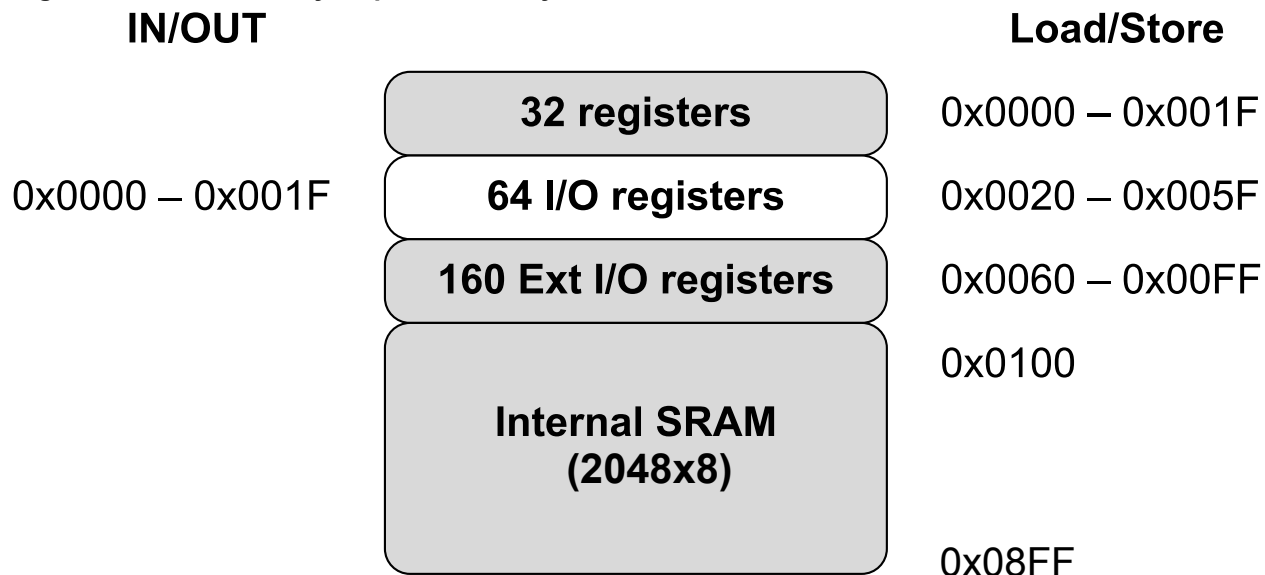 IN/OUT Load/Store
32 registers 0x0000 – 0x001F
0x0000 – 0x001F 64 I/O registers 0x0020 – 0x005F
160 Ext I/O registers 0x0060 – 0x00FF
0x0100
Internal SRAM
(2048x8)
0x08FF